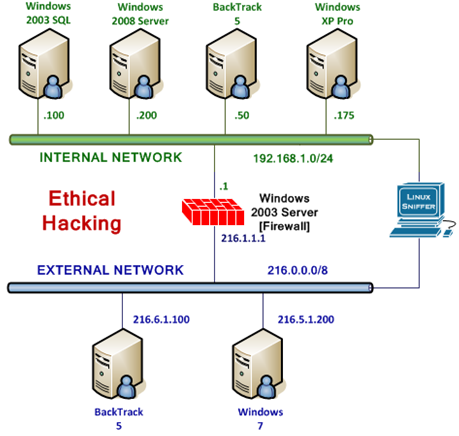 Windows
2003 SQL
Windows
2008 Server
BackTrack
5
Windows
XP Pro
.100
.200
.50
.175
INTERNAL NETWORK
192.168.1.0/24
.1
Ethical
Hacking
Windows
2003 Server
[Firewall]
LINUX
SNIFFER
216.1.1.1
EXTERNAL NETWORK
216.0.0.0/8
216.6.1.100
216.5.1.200
BackTrack
5
Windows
7